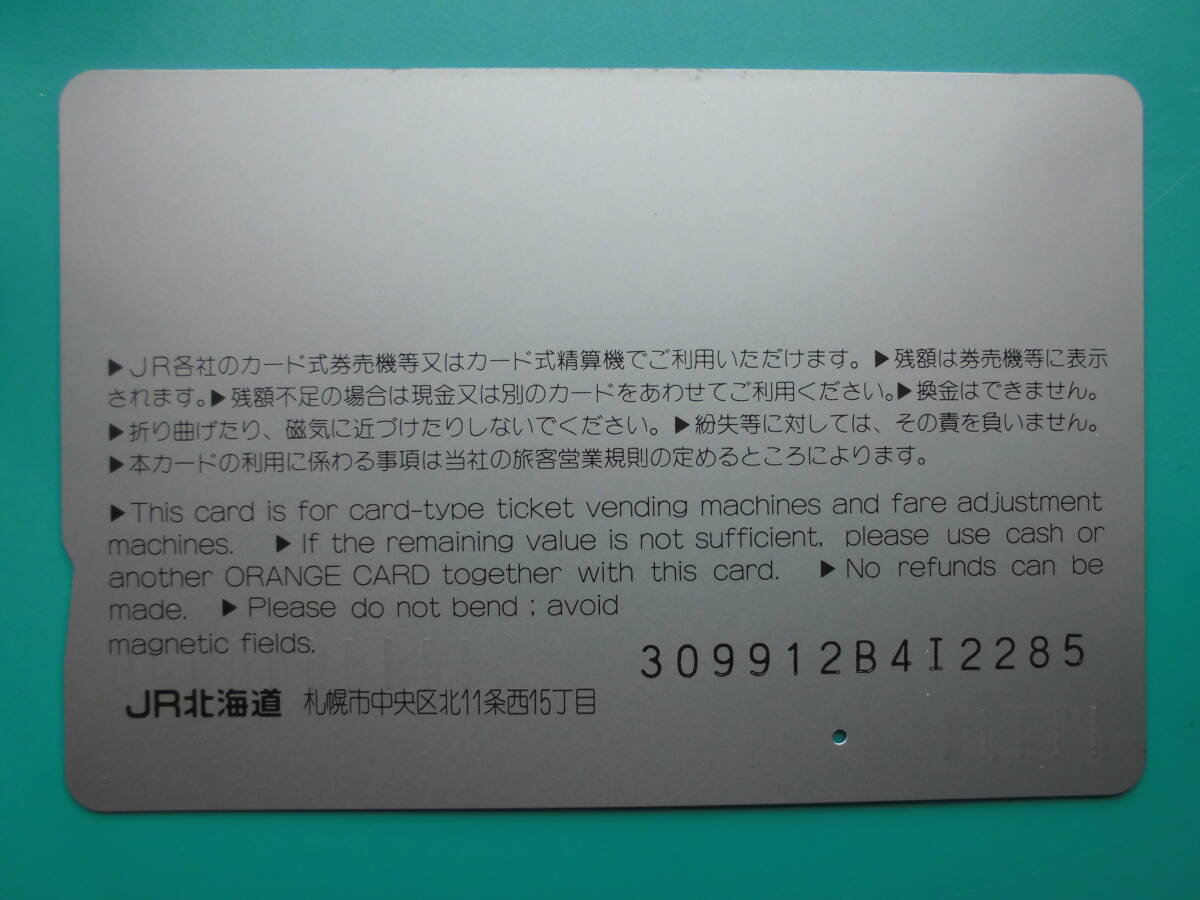 ▶JR各社のカード式券売機等又はカード式精算機でご利用いただけます。▶残額は券売機等に表示
されます。▶残額不足の場合は現金又は別のカードをあわせてご利用ください。▶換金はできません。
▶折り曲げたり、磁気に近づけたりしないでください。▶紛失等に対しては、その責を負いません。
▶本カードの利用に係わる事項は当社の旅客営業規則の定めるところによります。
▶This card is for card-type ticket vending machines and fare adjustment
machines. ▶If the remaining value is not sufficient, please use cash or
another ORANGE CARD together with this card. ▶No refunds can be
made. ▶Please do not bend ; avoid
magnetic fields.
309912B4I2285
JR北海道 札幌市中央区北11条西15丁目